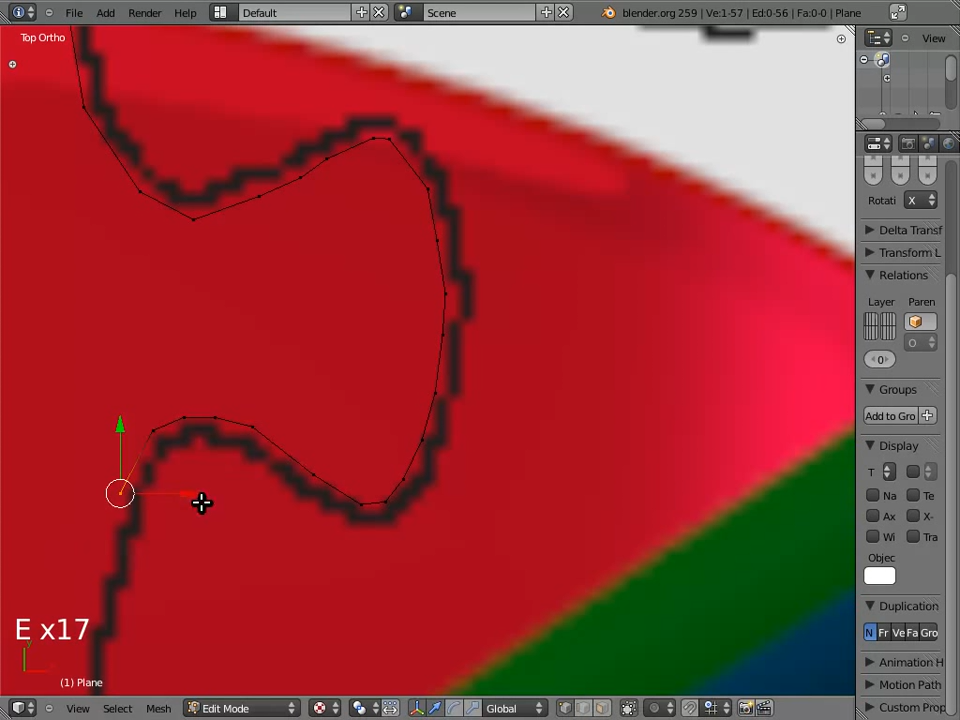 File Add Render Help Default Scene blender.org 259 | Ve:1-57 | Ed:0-56 | Fa:0-0 | Plane
Top Ortho
View
Rotati X
Delta Transf
Transform L
Relations
Layer Paren
O
0
Groups
Add to Gro
Display
T
Na Te
Ax X-
Wi Tra
Objec
Duplication
N Fr Ve Fa Gro
Animation H
Motion Path
Custom Prop
E x17
(1) Plane
View Select Mesh Edit Mode Global